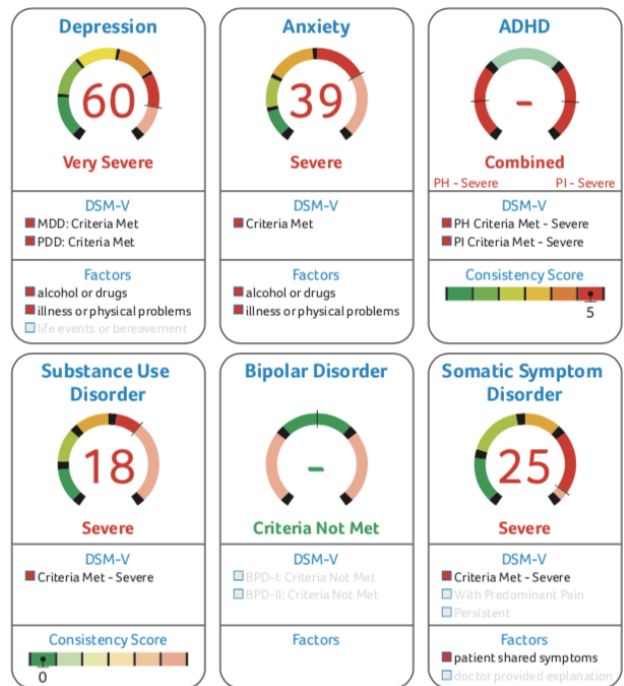 Depression
60
Very Severe
DSM-V
MDD: Criteria Met
PDD: Criteria Met
Factors
alcohol or drugs
illness or physical problems
life events or bereavement
Anxiety
39
Severe
DSM-V
Criteria Met
Factors
alcohol or drugs
illness or physical problems
ADHD
-
Combined
PH - Severe PI - Severe
DSM-V
PH Criteria Met - Severe
PI Criteria Met - Severe
Consistency Score
5
Substance Use
Disorder
18
Severe
DSM-V
Criteria Met - Severe
Consistency Score
0
Bipolar Disorder
-
Criteria Not Met
DSM-V
BPD-I: Criteria Not Met
BPD-II: Criteria Not Met
Factors
Somatic Symptom
Disorder
25
Severe
DSM-V
Criteria Met - Severe
With Predominant Pain
Persistent
Factors
patient shared symptoms
doctor provided explanation